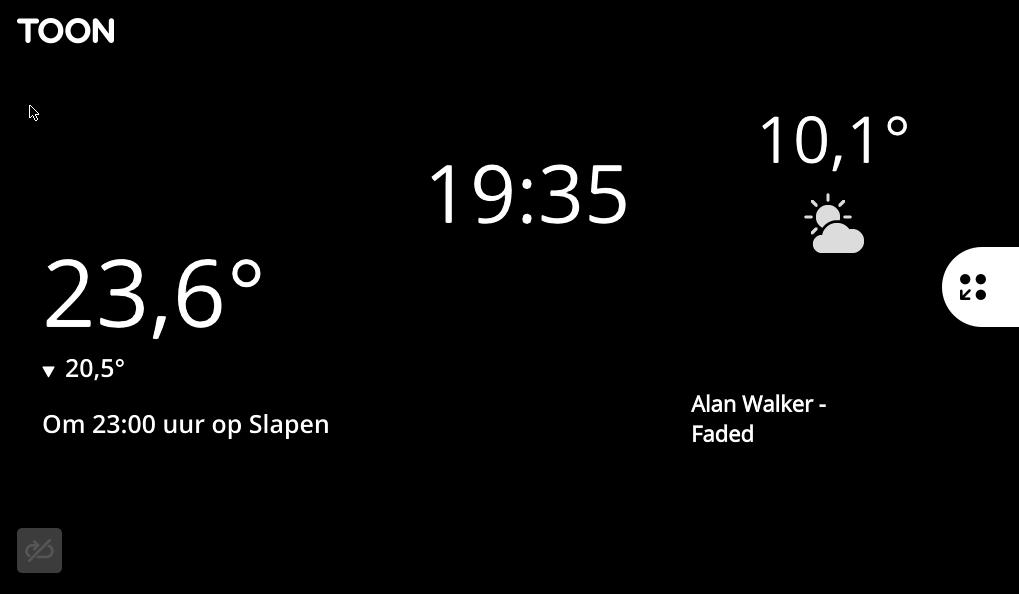 TOON
10,1°
19:35
23,6°
20,5°
Om 23:00 uur op Slapen
Alan Walker -
Faded